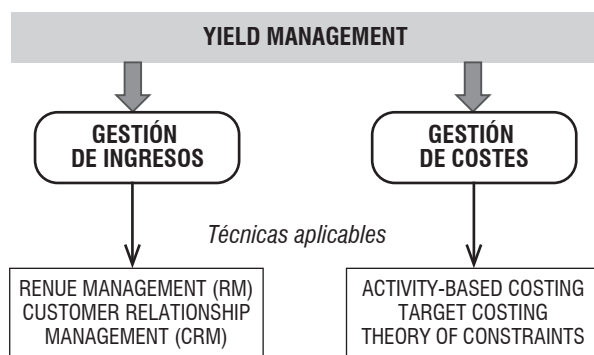 YIELD MANAGEMENT
GESTIÓN
DE INGRESOS
GESTIÓN
DE COSTES
Técnicas aplicables
RENUE MANAGEMENT (RM)
CUSTOMER RELATIONSHIP
MANAGEMENT (CRM)
ACTIVITY-BASED COSTING
TARGET COSTING
THEORY OF CONSTRAINTS